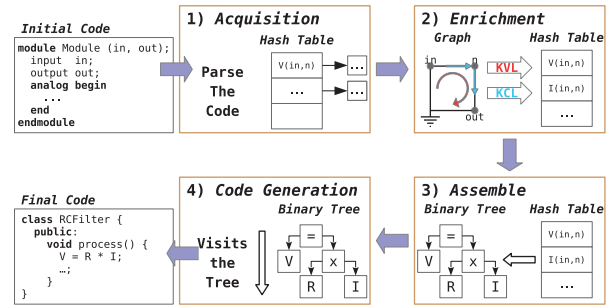 Initial Code
module Module (in, out);
input in;
output out;
analog begin
...
end
endmodule
1) Acquisition
Parse
The
Code
Hash Table
V(in,n)
...
...
...
2) Enrichment
Graph
in
n
out
KVL
KCL
Hash Table
V(in,n)
I(in,n)
...
3) Assemble
Binary Tree
=
V
x
R
I
Hash Table
V(in,n)
I(in,n)
...
4) Code Generation
Visits
the
Tree
Binary Tree
=
V
x
R
I
Final Code
class RCFilter {
public:
void process() {
V = R * I;
…;
}
}